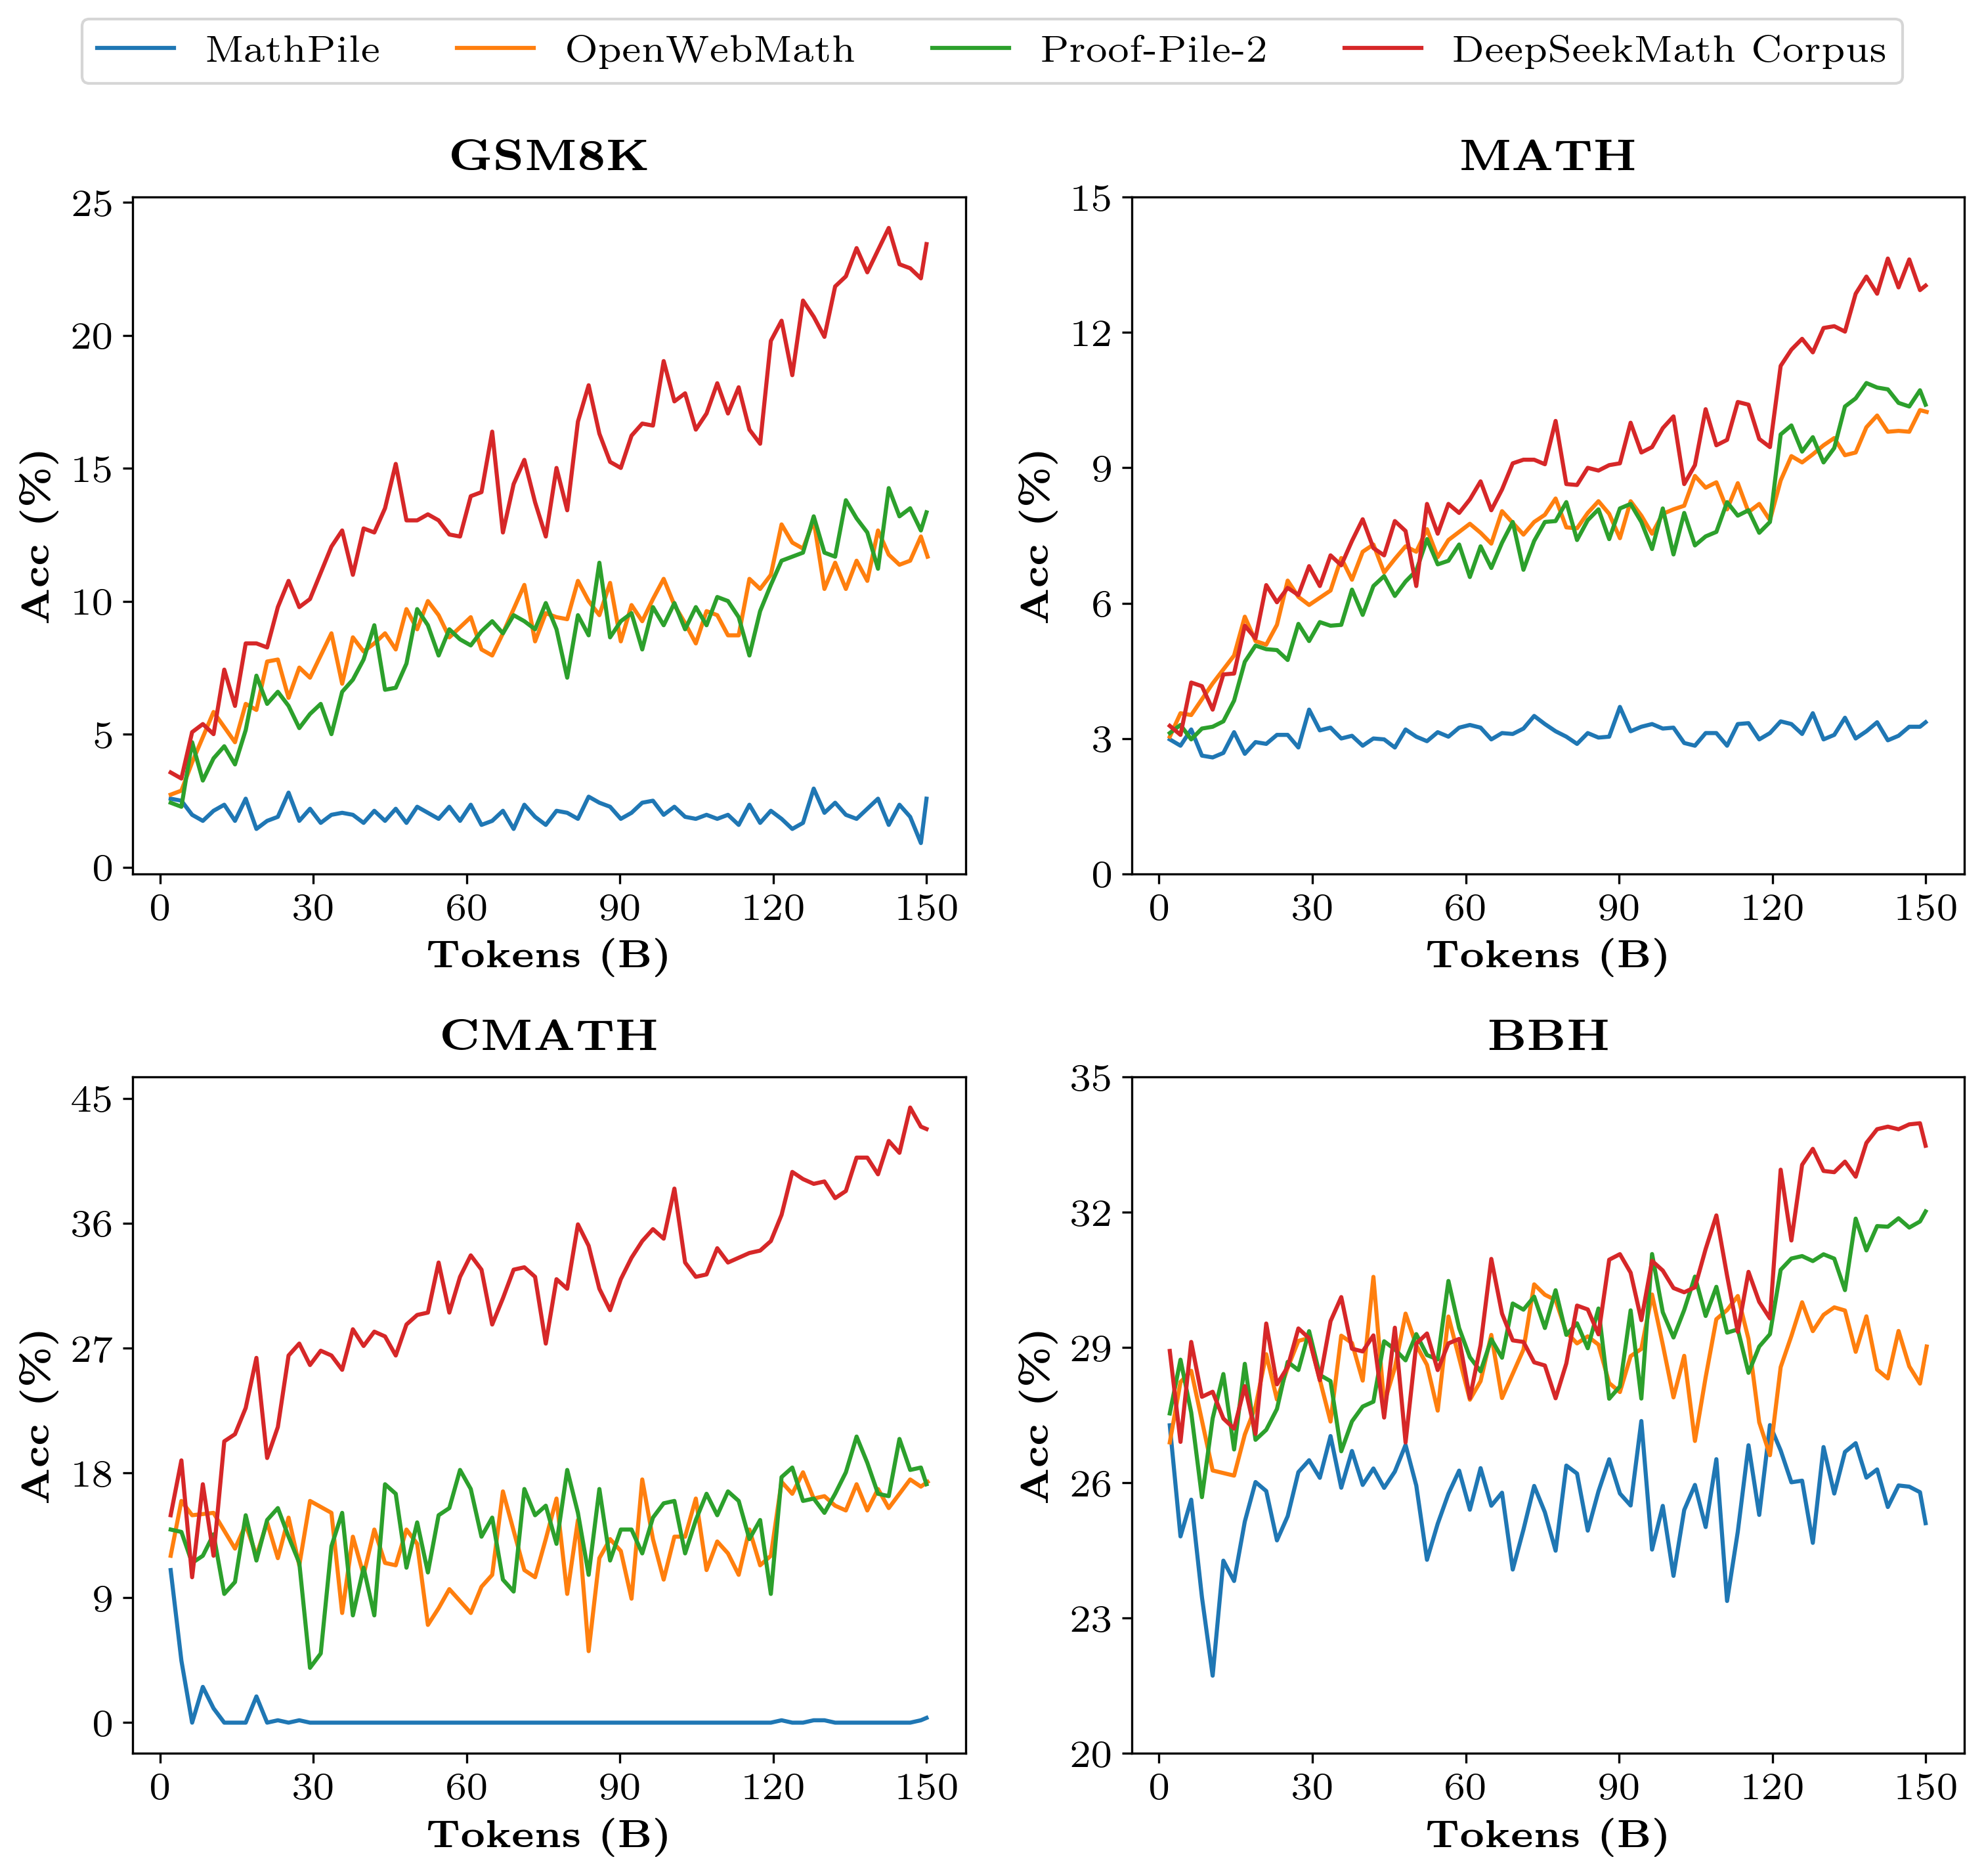 MathPile OpenWebMath Proof-Pile-2 DeepSeekMath Corpus
GSM8K
25
20
15
10
5
0
Acc (%)
0 30 60 90 120 150
Tokens (B)
MATH
15
12
9
6
3
0
Acc (%)
0 30 60 90 120 150
Tokens (B)
CMATH
45
36
27
18
9
0
Acc (%)
0 30 60 90 120 150
Tokens (B)
BBH
35
32
29
26
23
20
Acc (%)
0 30 60 90 120 150
Tokens (B)